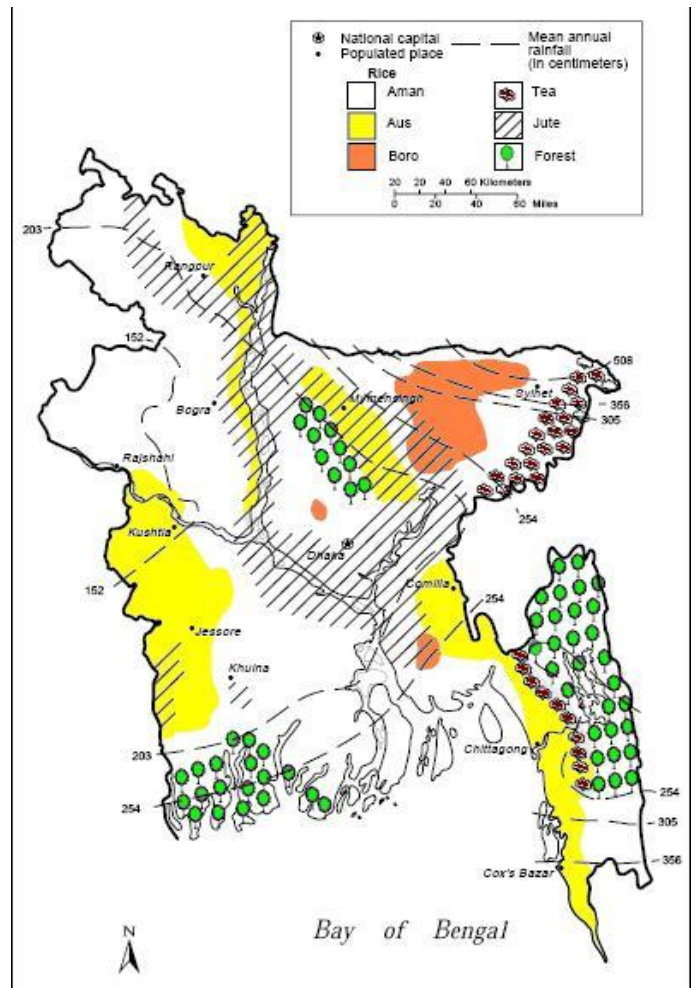 National capital
Populated place
Mean annual
rainfall
(In centimeters)
Rice
Aman
Aus
Boro
Tea
Jute
Forest
20 20 40 60 Kilometers
0 20 40 60 Miles
203
Rangpur
152
508
Sylhet
356
305
Mymensingh
Bogra
Rajshahi
254
Kushtia
Dhaka
152
Comilla
254
Jessore
Khulna
203
Chittagong
254
254
305
356
Cox's Bazar
N
Bay of Bengal